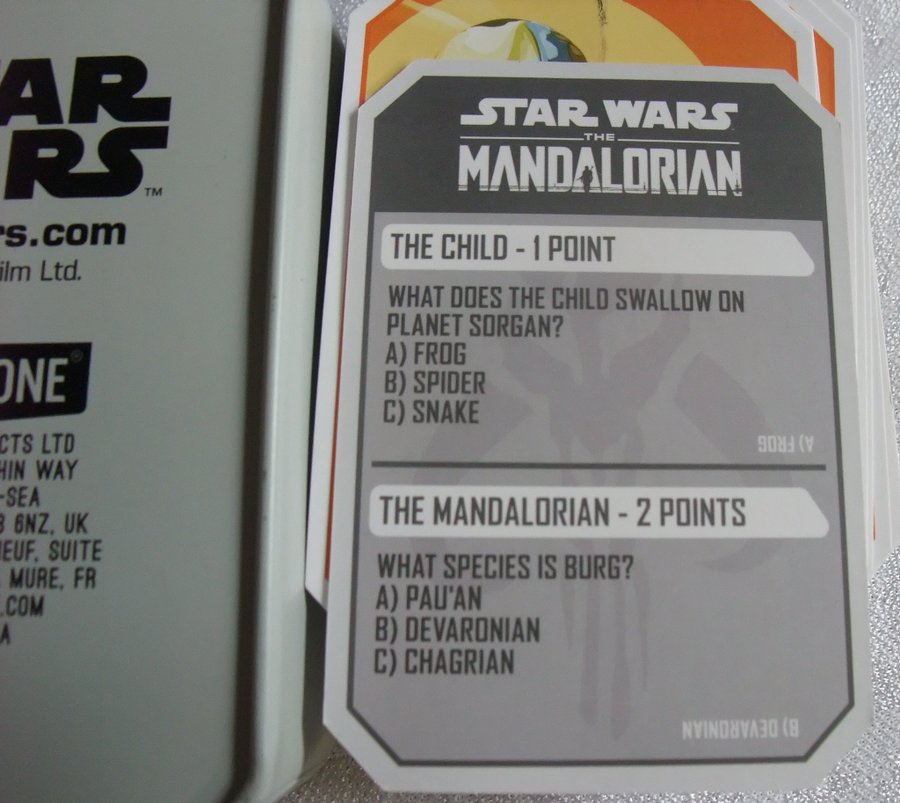 AR
RS
™
rs.com
ilm Ltd.
ONE®
CTS LTD
HIN WAY
-SEA
6NZ, UK
EUF, SUITE
MURE, FR
.COM
A
STAR WARS
THE
MANDALORIAN
THE CHILD - 1 POINT
WHAT DOES THE CHILD SWALLOW ON
PLANET SORGAN?
A) FROG
B) SPIDER
C) SNAKE
A) FROG
THE MANDALORIAN - 2 POINTS
WHAT SPECIES IS BURG?
A) PAU'AN
B) DEVARONIAN
C) CHAGRIAN
B) DEVARONIAN